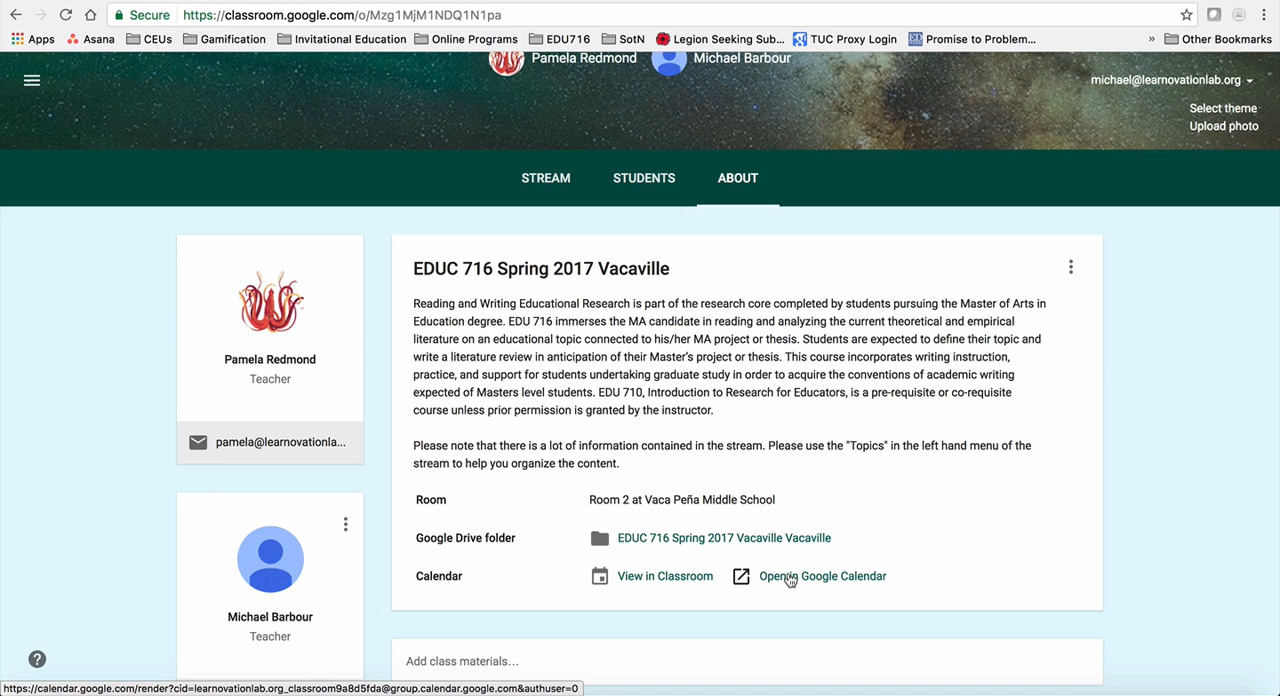 Secure https://classroom.google.com/o/Mzg1MjM1NDQ1N1pa
Apps Asana CEUs Gamification Invitational Education Online Programs EDU716 SotN Legion Seeking Sub... TUC Proxy Login ED Promise to Problem... » Other Bookmarks
Pamela Redmond Michael Barbour
michael@learnovationlab.org
Select theme
Upload photo
STREAM STUDENTS ABOUT
Pamela Redmond
Teacher
pamela@learnovationla...
Michael Barbour
Teacher
EDUC 716 Spring 2017 Vacaville
Reading and Writing Educational Research is part of the research core completed by students pursuing the Master of Arts in
Education degree. EDU 716 immerses the MA candidate in reading and analyzing the current theoretical and empirical
literature on an educational topic connected to his/her MA project or thesis. Students are expected to define their topic and
write a literature review in anticipation of their Master's project or thesis. This course incorporates writing instruction,
practice, and support for students undertaking graduate study in order to acquire the conventions of academic writing
expected of Masters level students. EDU 710, Introduction to Research for Educators, is a pre-requisite or co-requisite
course unless prior permission is granted by the instructor.
Please note that there is a lot of information contained in the stream. Please use the "Topics" in the left hand menu of the
stream to help you organize the content.
Room Room 2 at Vaca Peña Middle School
Google Drive folder EDUC 716 Spring 2017 Vacaville Vacaville
Calendar View in Classroom Open in Google Calendar
Add class materials...
?
https://calendar.google.com/render?cid=learnovationlab.org_classroom9a8d5fda@group.calendar.google.com&authuser=0